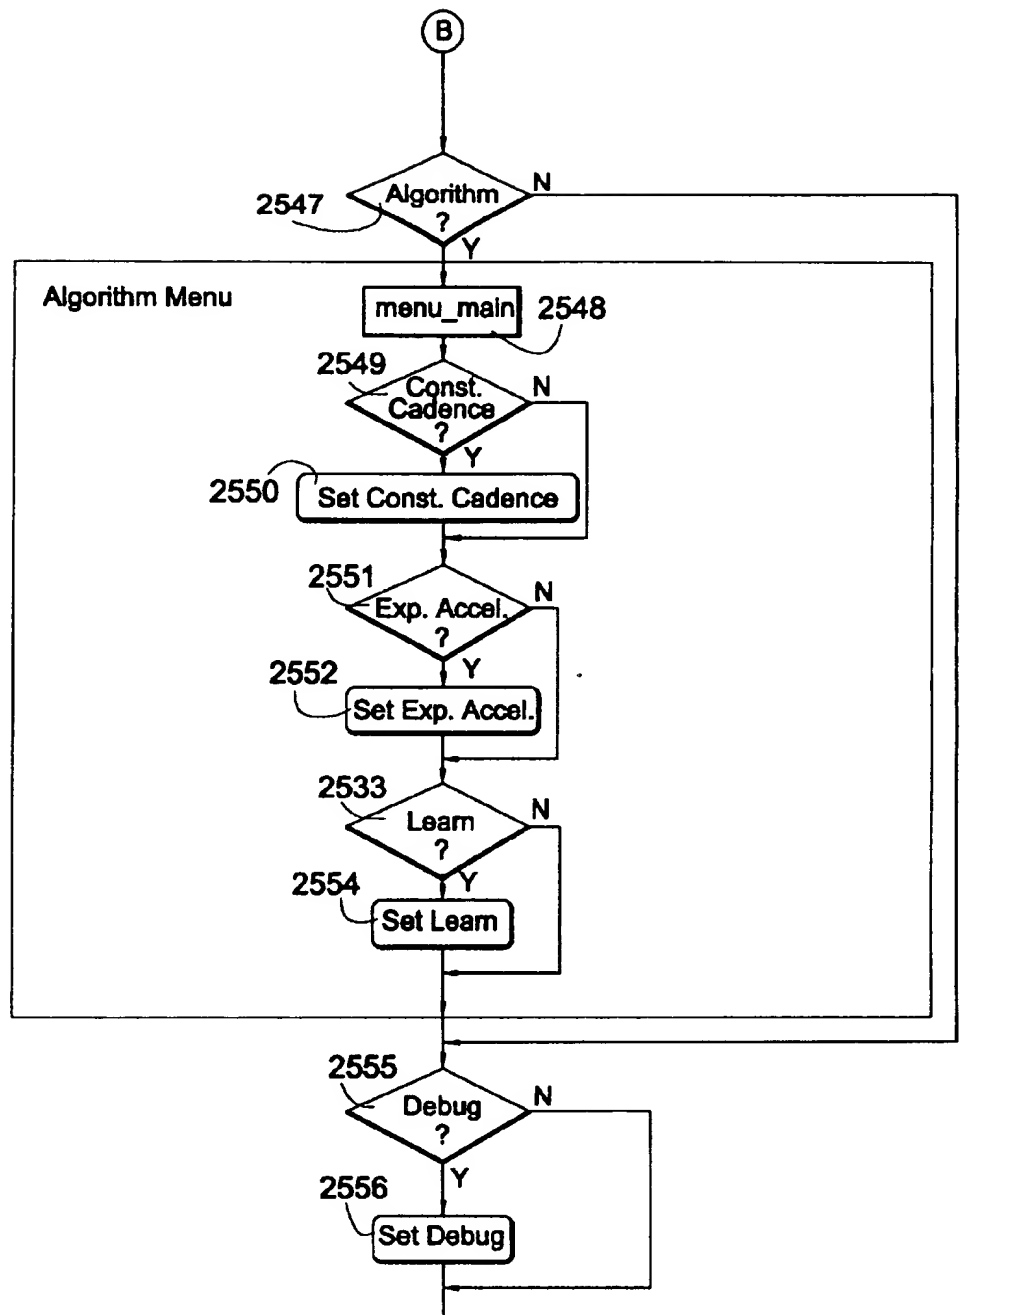 B
Algorithm
?
N
2547
Y
Algorithm Menu
menu_main
2548
2549
Const.
Cadence
?
N
Y
2550
Set Const. Cadence
2551
Exp. Accel.
?
N
Y
2552
Set Exp. Accel.
2533
Learn
?
N
Y
2554
Set Learn
2555
Debug
?
N
Y
2556
Set Debug